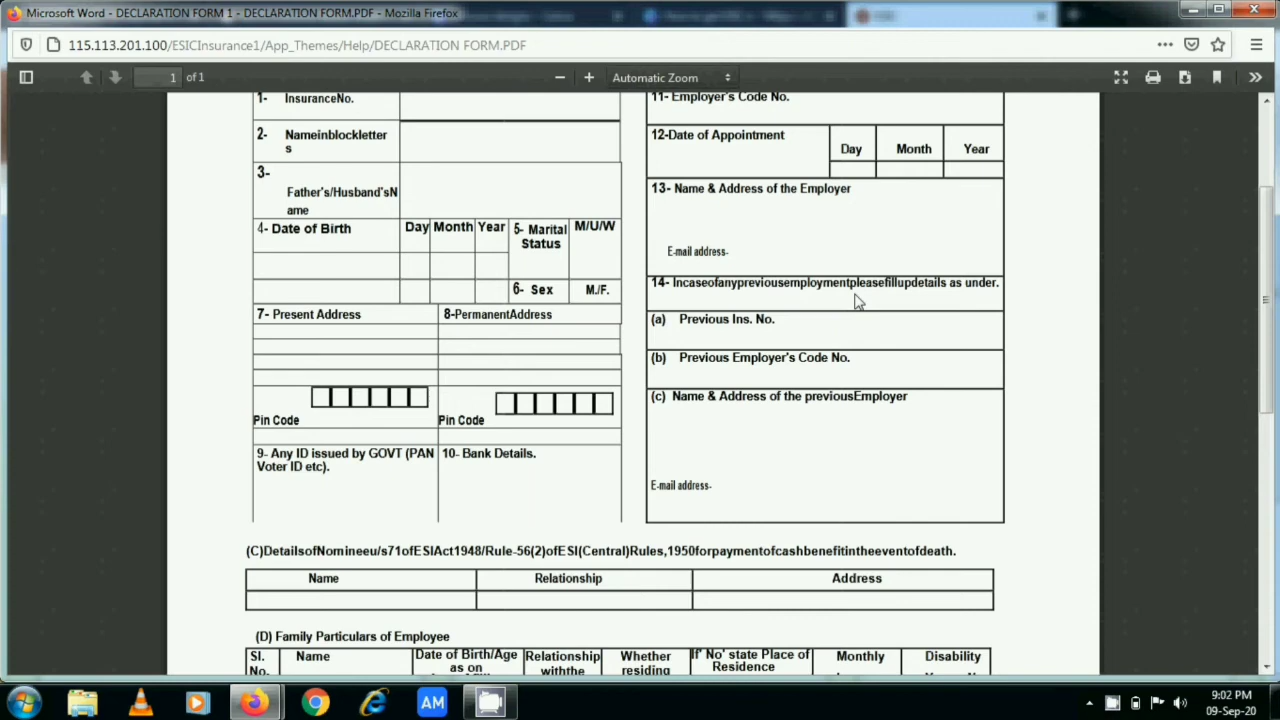 Microsoft Word - DECLARATION FORM 1 - DECLARATION FORM.PDF - Mozilla Firefox
115.113.201.100/ESICInsurance1/App_Themes/Help/DECLARATION FORM.PDF
1 of 1
Automatic Zoom
1- InsuranceNo.
2- Nameinblockletter
s
3-
Father's/Husband'sN
ame
4- Date of Birth
Day Month Year
5- Marital
Status
M/U/W
6- Sex
M./F.
7- Present Address
8-PermanentAddress
Pin Code
Pin Code
9- Any ID issued by GOVT (PAN
Voter ID etc).
10- Bank Details.
11- Employer's Code No.
12-Date of Appointment
Day Month Year
13- Name & Address of the Employer
E-mail address-
14- Incaseofanypreviousemploymentpleasefillupdetails as under.
(a) Previous Ins. No.
(b) Previous Employer's Code No.
(c) Name & Address of the previousEmployer
E-mail address-
(C)DetailsofNomineeu/s71ofESIAct1948/Rule-56(2)ofESI(Central)Rules,1950forpaymentofcashbenefitintheeventofdeath.
Name Relationship Address
(D) Family Particulars of Employee
Sl.
No.
Name
Date of Birth/Age
as on
Relationship
withthe
Whether
residing
If' No' state Place of
Residence
Monthly
Disability
AM
9:02 PM
09-Sep-20